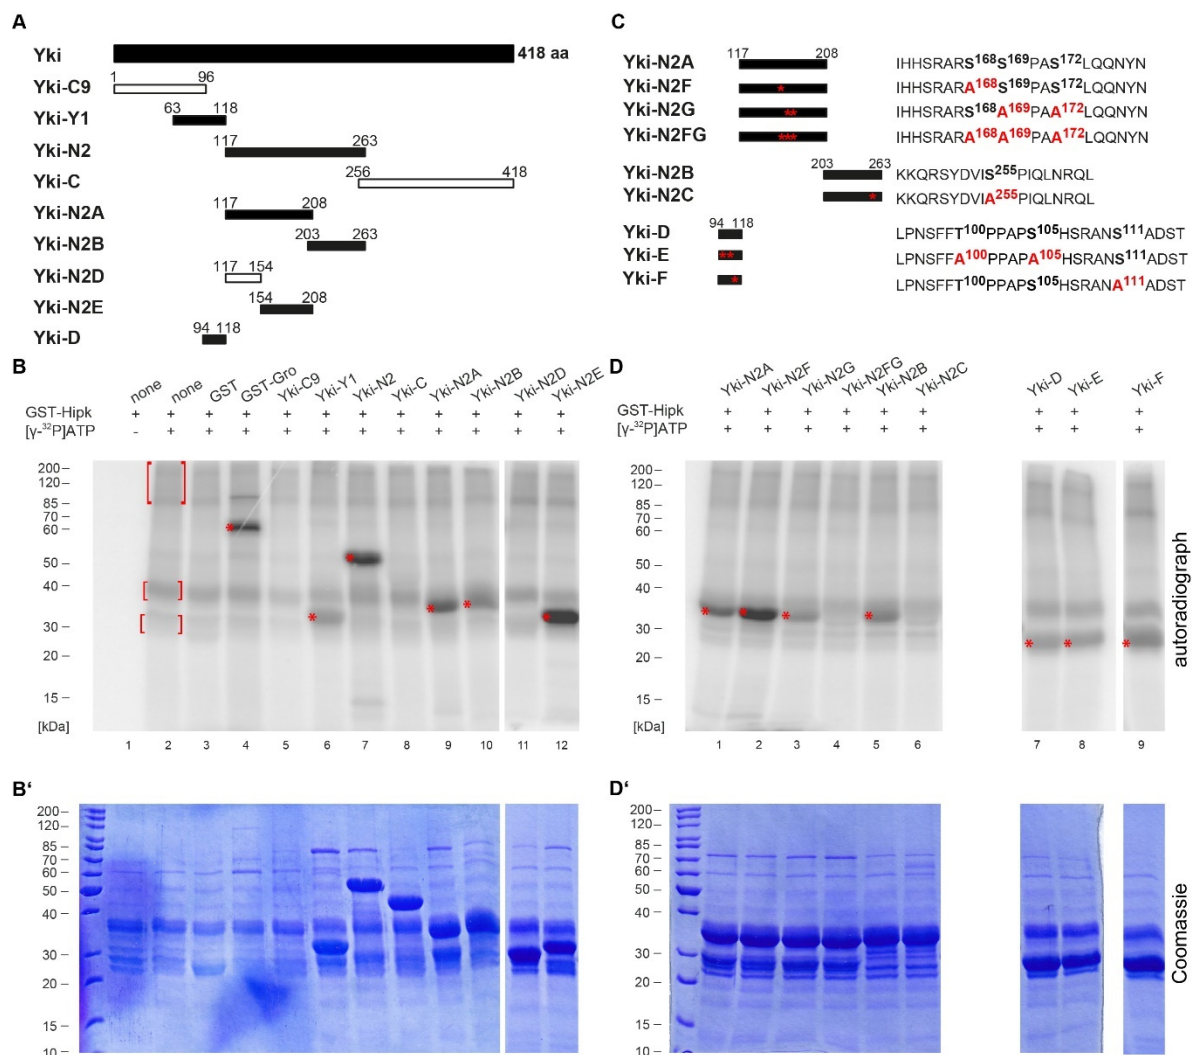 A
Yki 418 aa
1 96
Yki-C9
63 118
Yki-Y1
117 263
Yki-N2
256 418
Yki-C
117 208
Yki-N2A
203 263
Yki-N2B
117 154
Yki-N2D
154 208
Yki-N2E
94 118
Yki-D
C
117 208
Yki-N2A IHHSRARS¹⁶⁸S¹⁶⁹PAS¹⁷²LQQNYN
Yki-N2F * IHHSRARA¹⁶⁸S¹⁶⁹PAS¹⁷²LQQNYN
Yki-N2G ** IHHSRARS¹⁶⁸A¹⁶⁹PAA¹⁷²LQQNYN
Yki-N2FG *** IHHSRARA¹⁶⁸A¹⁶⁹PAA¹⁷²LQQNYN
203 263
Yki-N2B KKQRSYDVIS²⁵⁵PIQLNRQL
Yki-N2C * KKQRSYDVIA²⁵⁵PIQLNRQL
94 118
Yki-D LPNSFFT¹⁰⁰PPAPS¹⁰⁵HSRANS¹¹¹ADST
Yki-E ** LPNSFFA¹⁰⁰PPAPA¹⁰⁵HSRANS¹¹¹ADST
Yki-F * LPNSFFT¹⁰⁰PPAPS¹⁰⁵HSRANA¹¹¹ADST
B
none none GST GST-Gro Yki-C9 Yki-Y1 Yki-N2 Yki-C Yki-N2A Yki-N2B Yki-N2D Yki-N2E
GST-Hipk + + + + + + + + + + + +
[γ-³²P]ATP - + + + + + + + + + + +
200
120
85
70
60
50
40
30
20
15
[kDa]
1 2 3 4 5 6 7 8 9 10 11 12
D
Yki-N2A Yki-N2F Yki-N2G Yki-N2FG Yki-N2B Yki-N2C Yki-D Yki-E Yki-F
GST-Hipk + + + + + + + + +
[γ-³²P]ATP + + + + + + + + +
200
120
85
70
60
50
40
30
20
15
[kDa]
1 2 3 4 5 6 7 8 9
autoradiograph
B'
200
120
85
70
60
50
40
30
20
15
10
D'
200
120
85
70
60
50
40
30
20
15
10
Coomassie